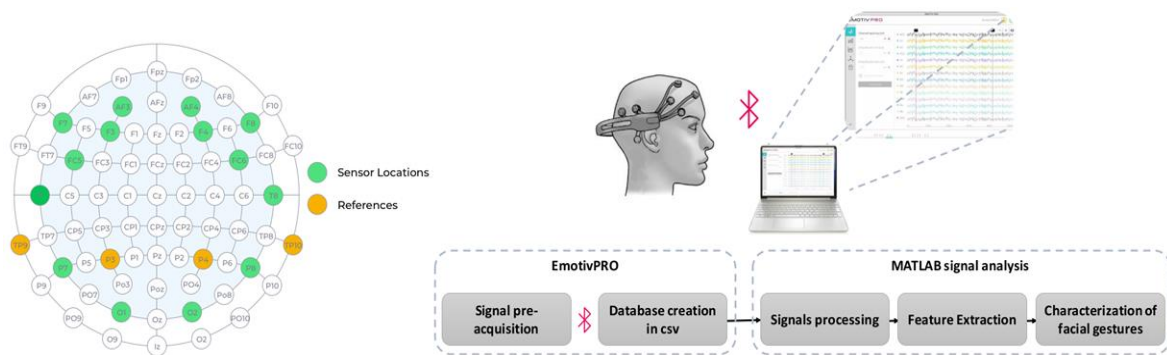 Fpz
Fp1 Fp2
AF7 AF8
F9 AF3 AFz AF4 F10
F7 F5 F3 F1 Fz F2 F4 F6 F8
FT9 FT7 FC5 FC3 FC1 FCz FC2 FC4 FC6 FC8 FC10
C5 C3 C1 Cz C2 C4 C6 T8
TP9 TP7 CP5 CP3 CP1 CPz CP2 CP4 CP6 TP8 TP10
P7 P5 P3 P1 Pz P2 P4 P6 P8
P9 PO7 Po3 Poz PO4 Po8 P10
PO9 O1 Oz O2 PO10
O9 Iz O2
Sensor Locations
References
EMOTIVPRO
EmotivPRO
Signal pre-
acquisition
Database creation
in csv
MATLAB signal analysis
Signals processing
Feature Extraction
Characterization of
facial gestures